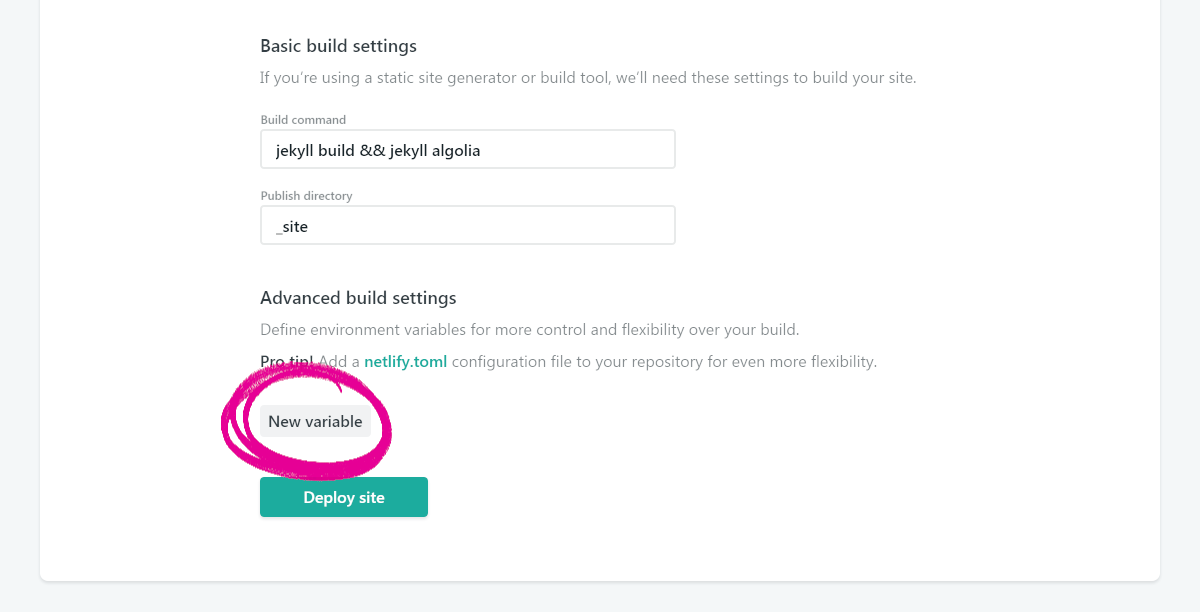 Basic build settings
If you’re using a static site generator or build tool, we’ll need these settings to build your site.
Build command
jekyll build && jekyll algolia
Publish directory
_site
Advanced build settings
Define environment variables for more control and flexibility over your build.
Pro tip! Add a netlify.toml configuration file to your repository for even more flexibility.
New variable
Deploy site